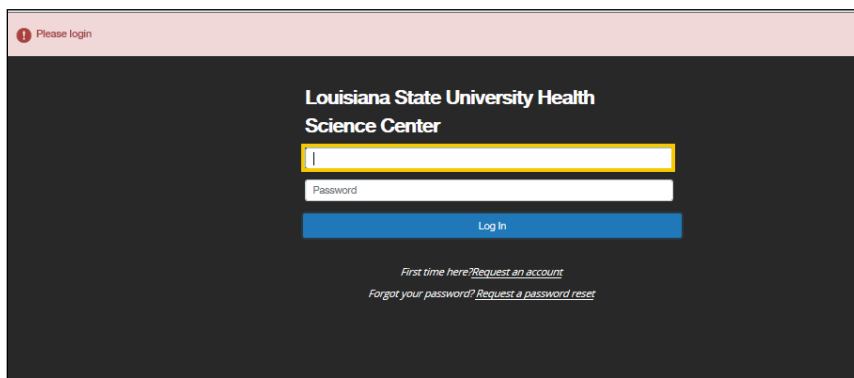 Please login
Louisiana State University Health
Science Center
Password
Log In
First time here?Request an account
Forgot your password? Request a password reset